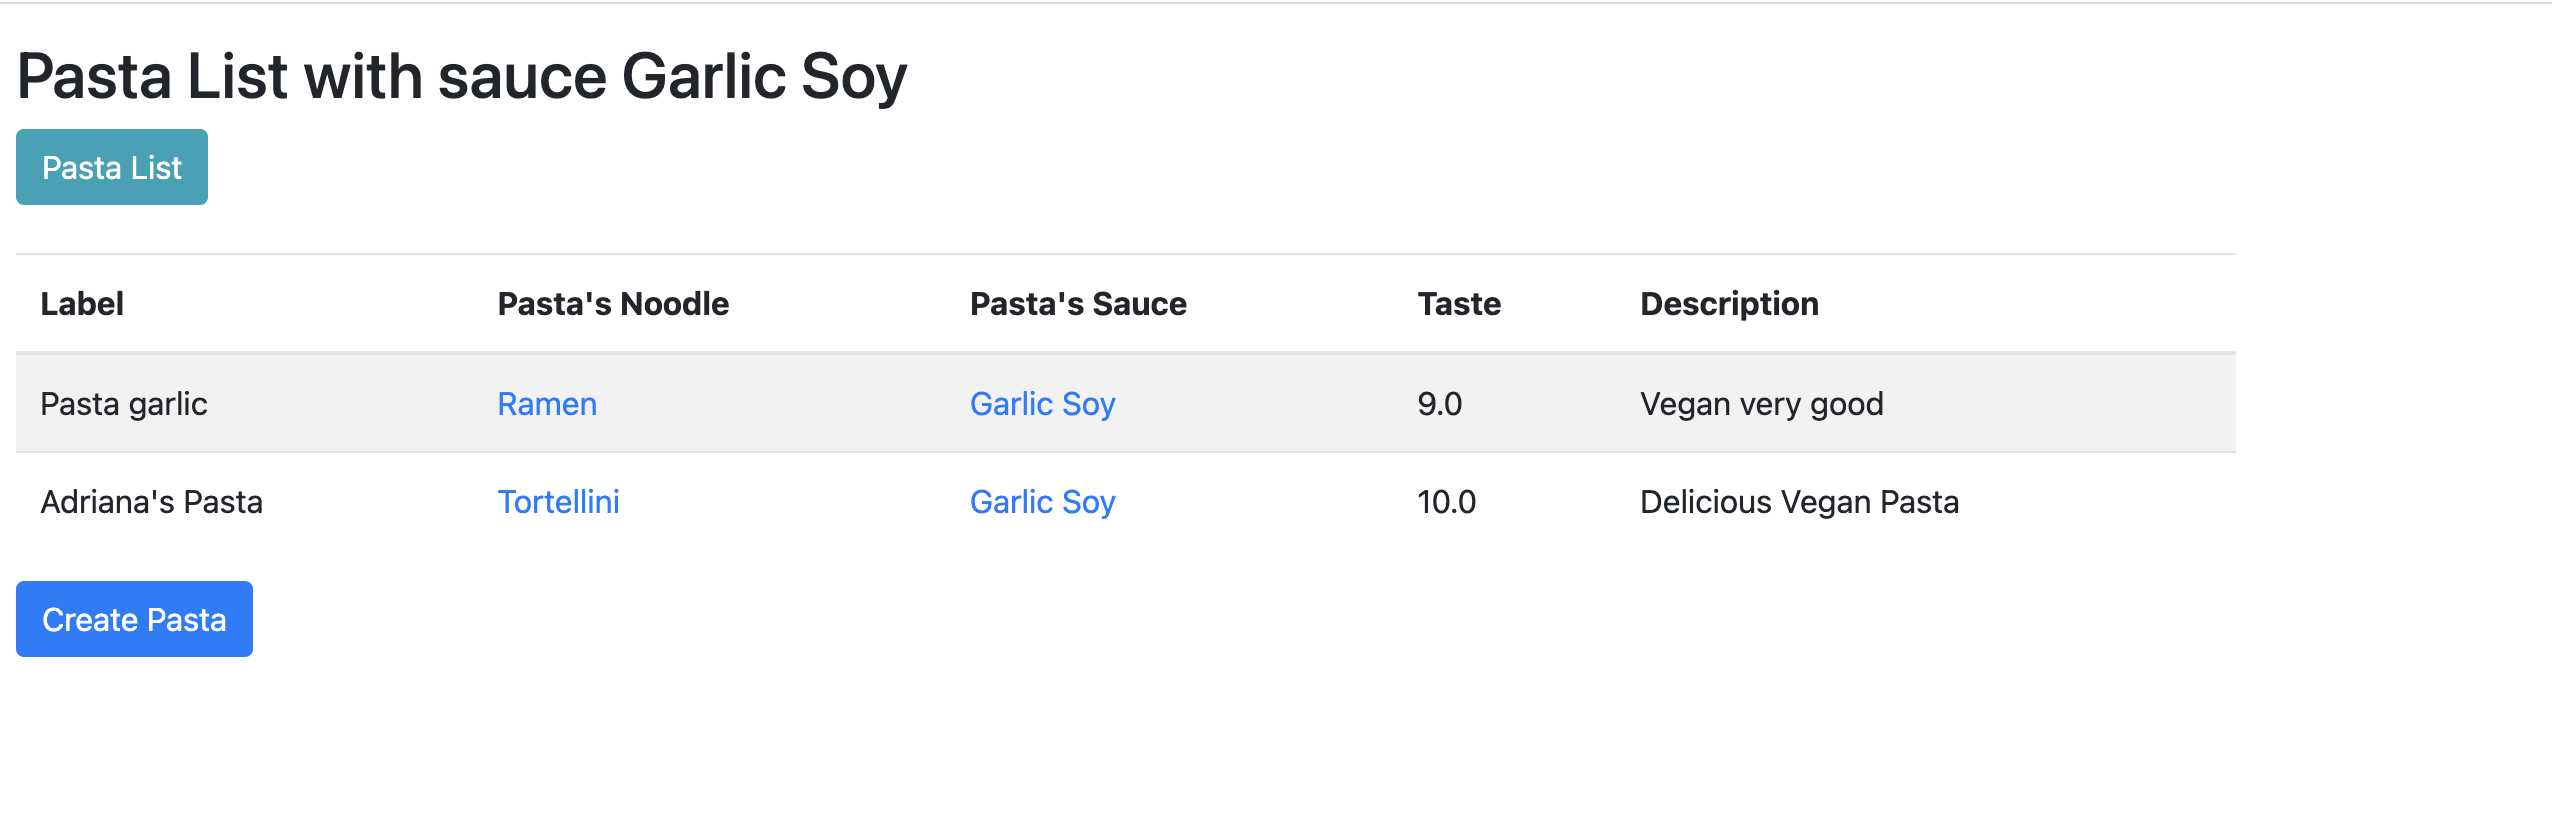 Pasta List with sauce Garlic Soy
Pasta List
Label Pasta's Noodle Pasta's Sauce Taste Description
Pasta garlic Ramen Garlic Soy 9.0 Vegan very good
Adriana's Pasta Tortellini Garlic Soy 10.0 Delicious Vegan Pasta
Create Pasta